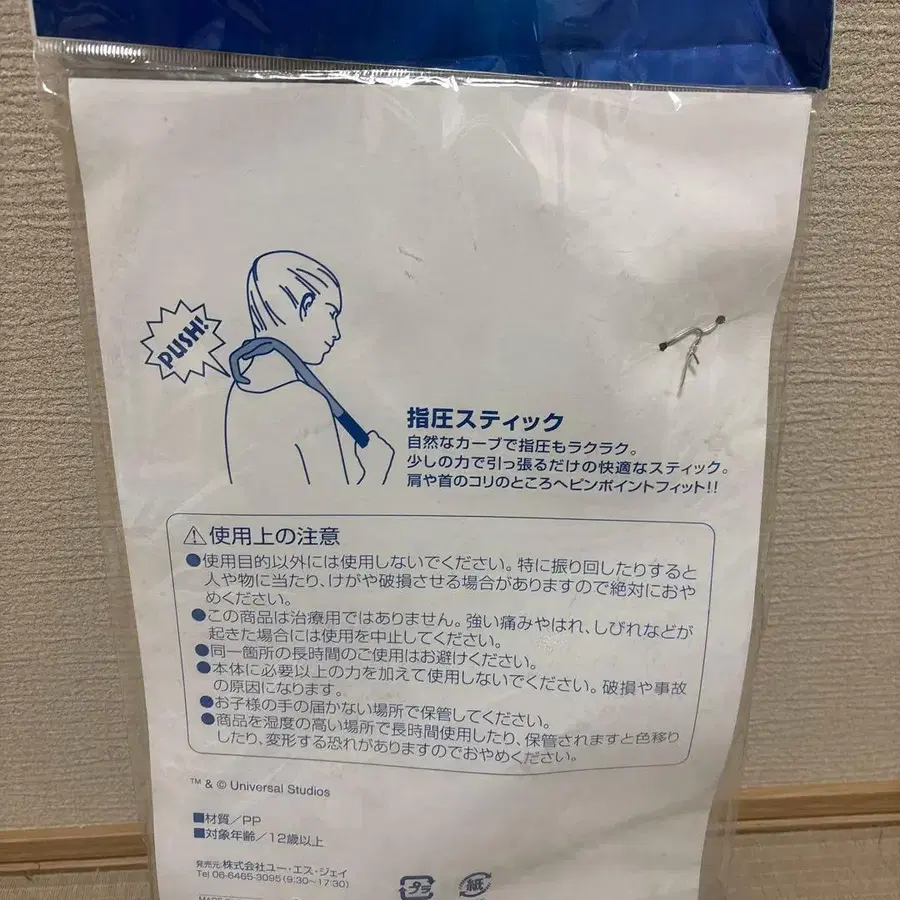 PUSH!
指圧スティック
自然なカーブで指圧もラクラク。
少しの力で引っ張るだけの快適なスティック。
肩や首のコリのところへピンポイントフィット!!
⚠使用上の注意
●使用目的以外には使用しないでください。特に振り回したりすると
人や物に当たり、けがや破損させる場合がありますので絶対におや
めください。
●この商品は治療用ではありません。強い痛みやはれ、しびれなどが
起きた場合には使用を中止してください。
●同一箇所の長時間のご使用はお避けください。
●本体に必要以上の力を加えて使用しないでください。破損や事故
の原因になります。
●お子様の手の届かない場所で保管してください。
●商品を湿度の高い場所で長時間使用したり、保管されますと色移り
したり、変形する恐れがありますのでおやめください。
™ & © Universal Studios
■材質／PP
■対象年齢／12歳以上
発売元:株式会社ユー・エス・ジェイ
Tel 06-6465-3095(9:30~17:30)
プラ
紙